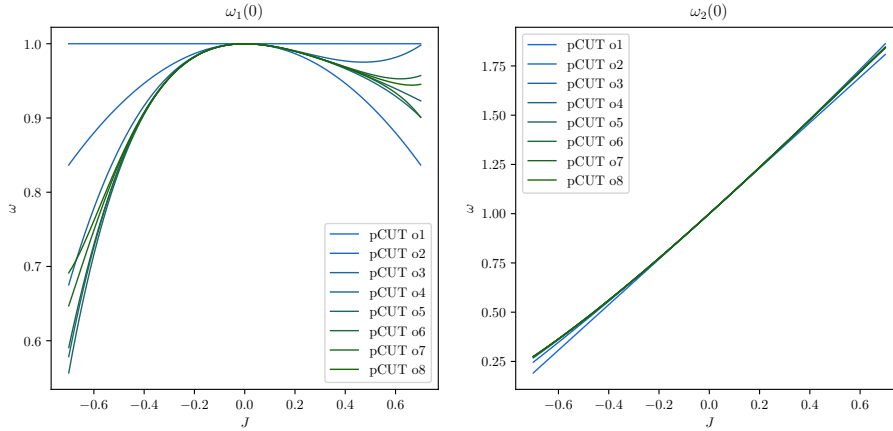 ω₁(0)
1.0
0.9
0.8
0.7
0.6
ω
−0.6
−0.4
−0.2
0.0
0.2
0.4
0.6
J
pCUT o1
pCUT o2
pCUT o3
pCUT o4
pCUT o5
pCUT o6
pCUT o7
pCUT o8
ω₂(0)
1.75
1.50
1.25
1.00
0.75
0.50
0.25
ω
−0.6
−0.4
−0.2
0.0
0.2
0.4
0.6
J
pCUT o1
pCUT o2
pCUT o3
pCUT o4
pCUT o5
pCUT o6
pCUT o7
pCUT o8